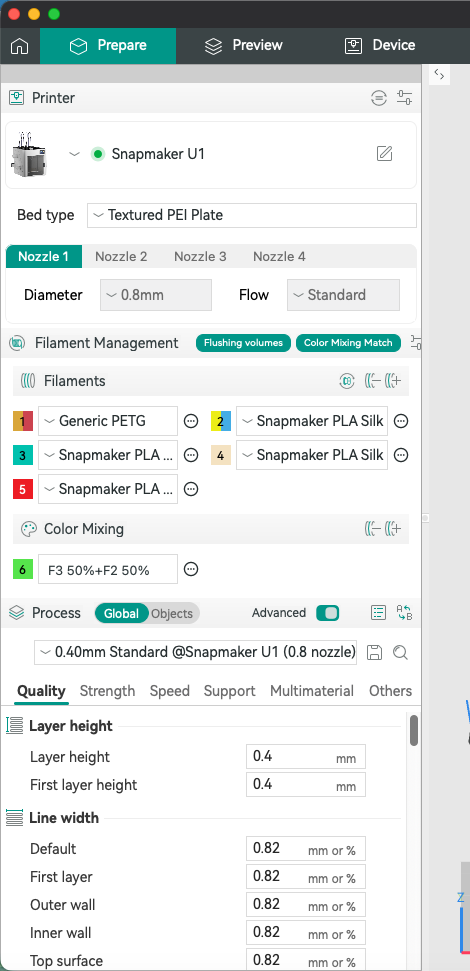 Prepare Preview Device
Printer
Snapmaker U1
Bed type Textured PEI Plate
Nozzle 1 Nozzle 2 Nozzle 3 Nozzle 4
Diameter 0.8mm Flow Standard
Filament Management Flushing volumes Color Mixing Match
Filaments
1 Generic PETG 2 Snapmaker PLA Silk
3 Snapmaker PLA ... 4 Snapmaker PLA Silk
5 Snapmaker PLA ...
Color Mixing
6 F3 50%+F2 50%
Process Global Objects Advanced
0.40mm Standard @Snapmaker U1 (0.8 nozzle)
Quality Strength Speed Support Multimaterial Others
Layer height
Layer height 0.4 mm
First layer height 0.4 mm
Line width
Default 0.82 mm or %
First layer 0.82 mm or %
Outer wall 0.82 mm or %
Inner wall 0.82 mm or %
Top surface 0.82 mm or %
Z